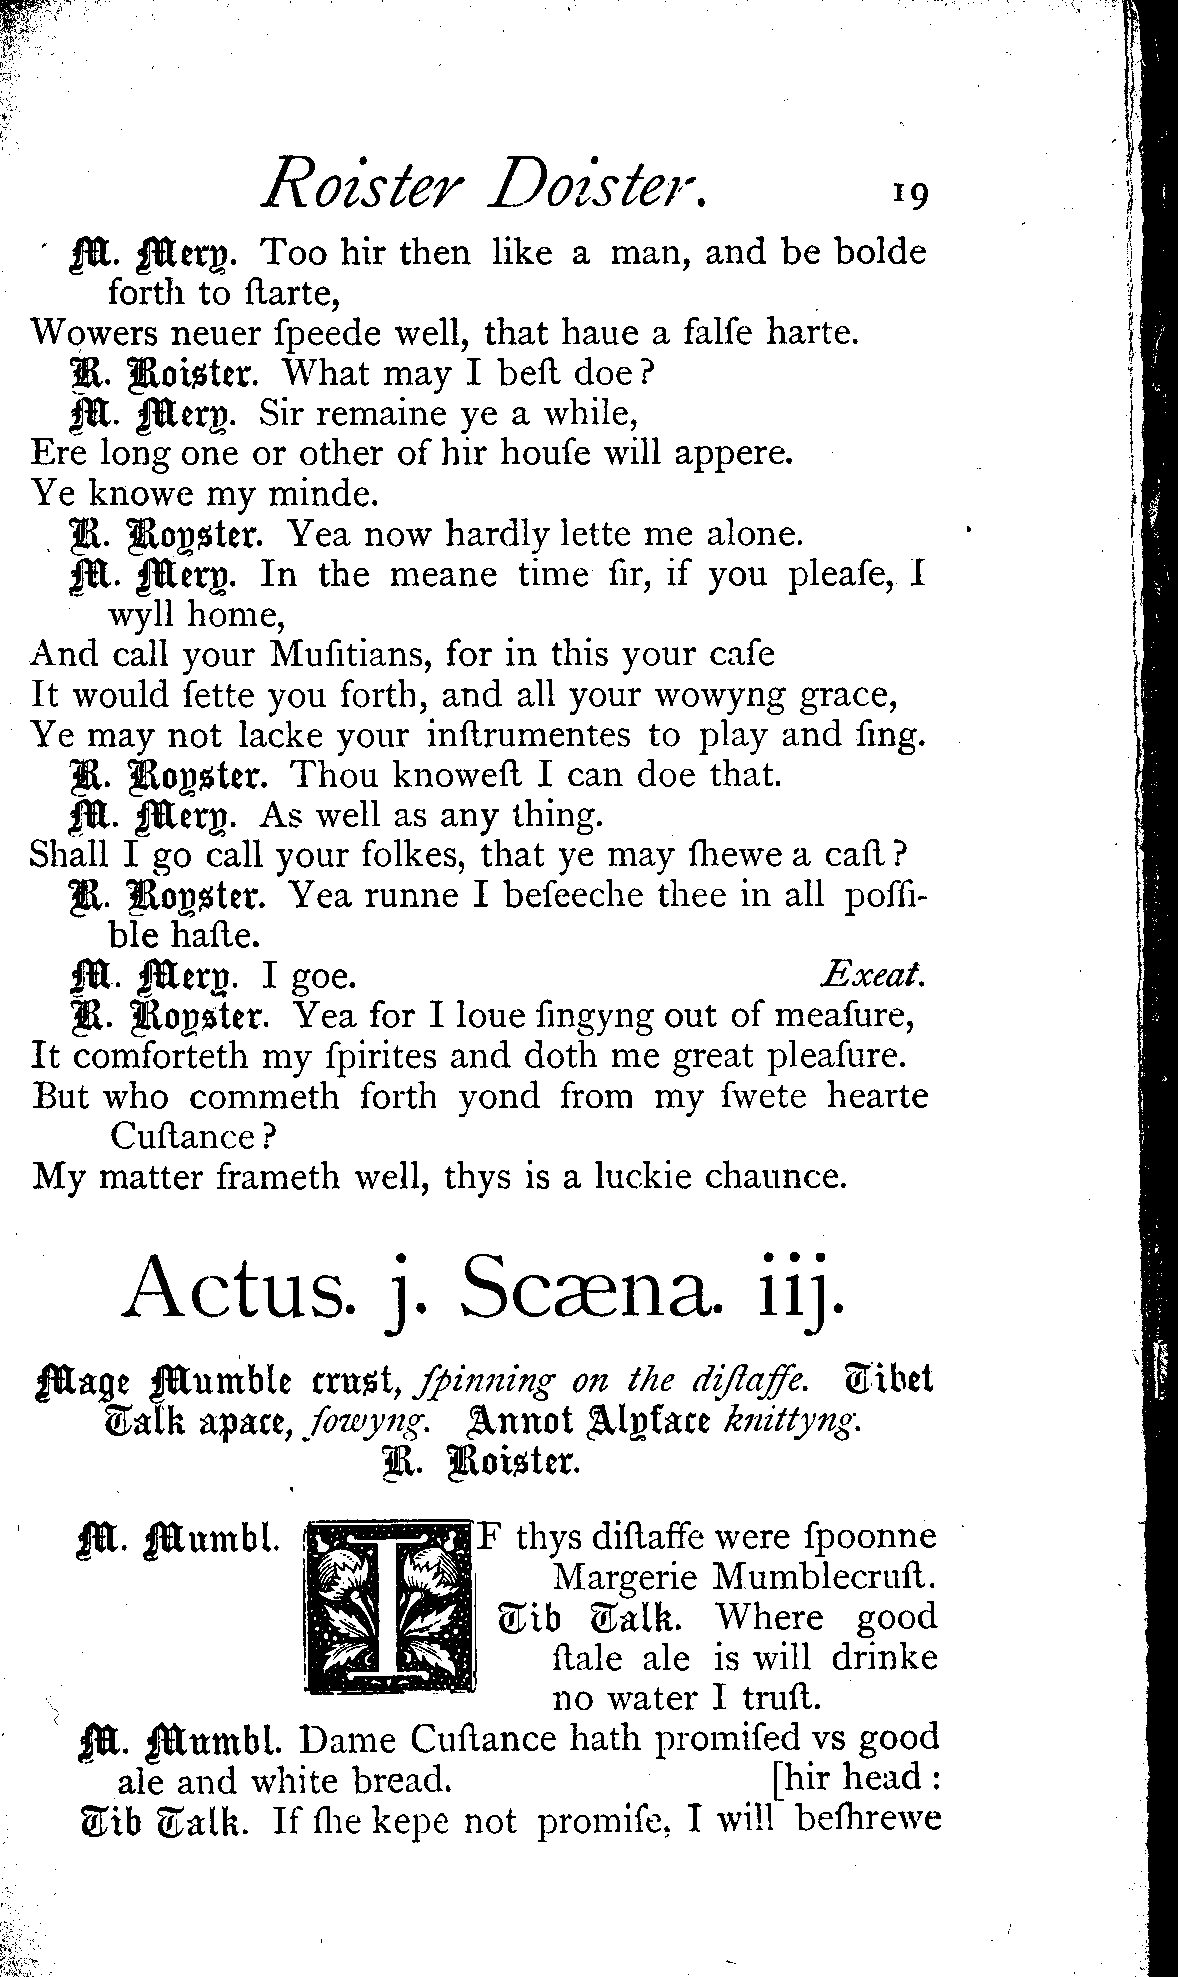 Roister Doister. 19
M. Mery. Too hir then like a man, and be bolde
forth to ſtarte,
Wowers neuer ſpeede well, that haue a falſe harte.
R. Roister. What may I beſt doe?
M. Mery. Sir remaine ye a while,
Ere long one or other of hir houſe will appere.
Ye knowe my minde.
R. Royster. Yea now hardly lette me alone.
M. Mery. In the meane time ſir, if you pleaſe, I
wyll home,
And call your Muſitians, for in this your caſe
It would ſette you forth, and all your wowyng grace,
Ye may not lacke your inſtrumentes to play and ſing.
R. Royster. Thou knoweſt I can doe that.
M. Mery. As well as any thing.
Shall I go call your folkes, that ye may ſhewe a caſt?
R. Royster. Yea runne I beſeeche thee in all poſſi-
ble haſte.
M. Mery. I goe. Exeat.
R. Royster. Yea for I loue ſingyng out of meaſure,
It comforteth my ſpirites and doth me great pleaſure.
But who commeth forth yond from my ſwete hearte
Cuſtance?
My matter frameth well, thys is a luckie chaunce.
Actus. j. Scæna. iij.
Mage Mumble crust, ſpinning on the diſtaffe. Tibet
Talk apace, ſowyng. Annot Alyface knittyng.
R. Roister.
M. Mumbl. IF thys diſtaffe were ſpoonne
Margerie Mumblecruſt.
Tib Talk. Where good
ſtale ale is will drinke
no water I truſt.
M. Mumbl. Dame Cuſtance hath promiſed vs good
ale and white bread. [hir head:
Tib Talk. If ſhe kepe not promiſe, I will beſhrewe